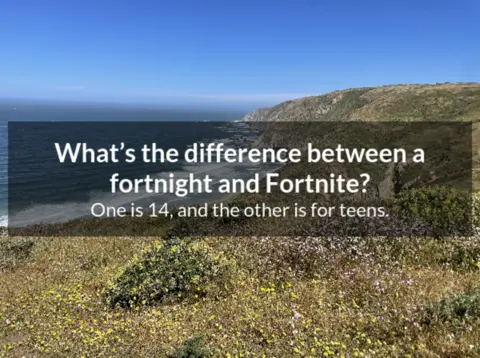 What’s the difference between a
fortnight and Fortnite?
One is 14, and the other is for teens.